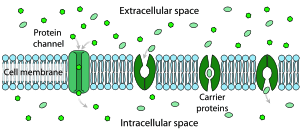 Extracellular space
Protein
channel
Cell membrane
Carrier
proteins
Intracellular space